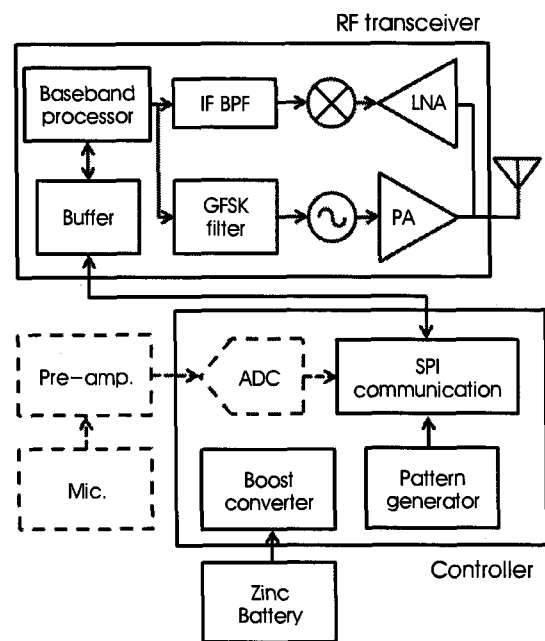 RF transceiver
Baseband
processor
IF BPF
LNA
Buffer
GFSK
filter
PA
Pre-amp.
ADC
SPI
communication
Mic.
Boost
converter
Pattern
generator
Controller
Zinc
Battery